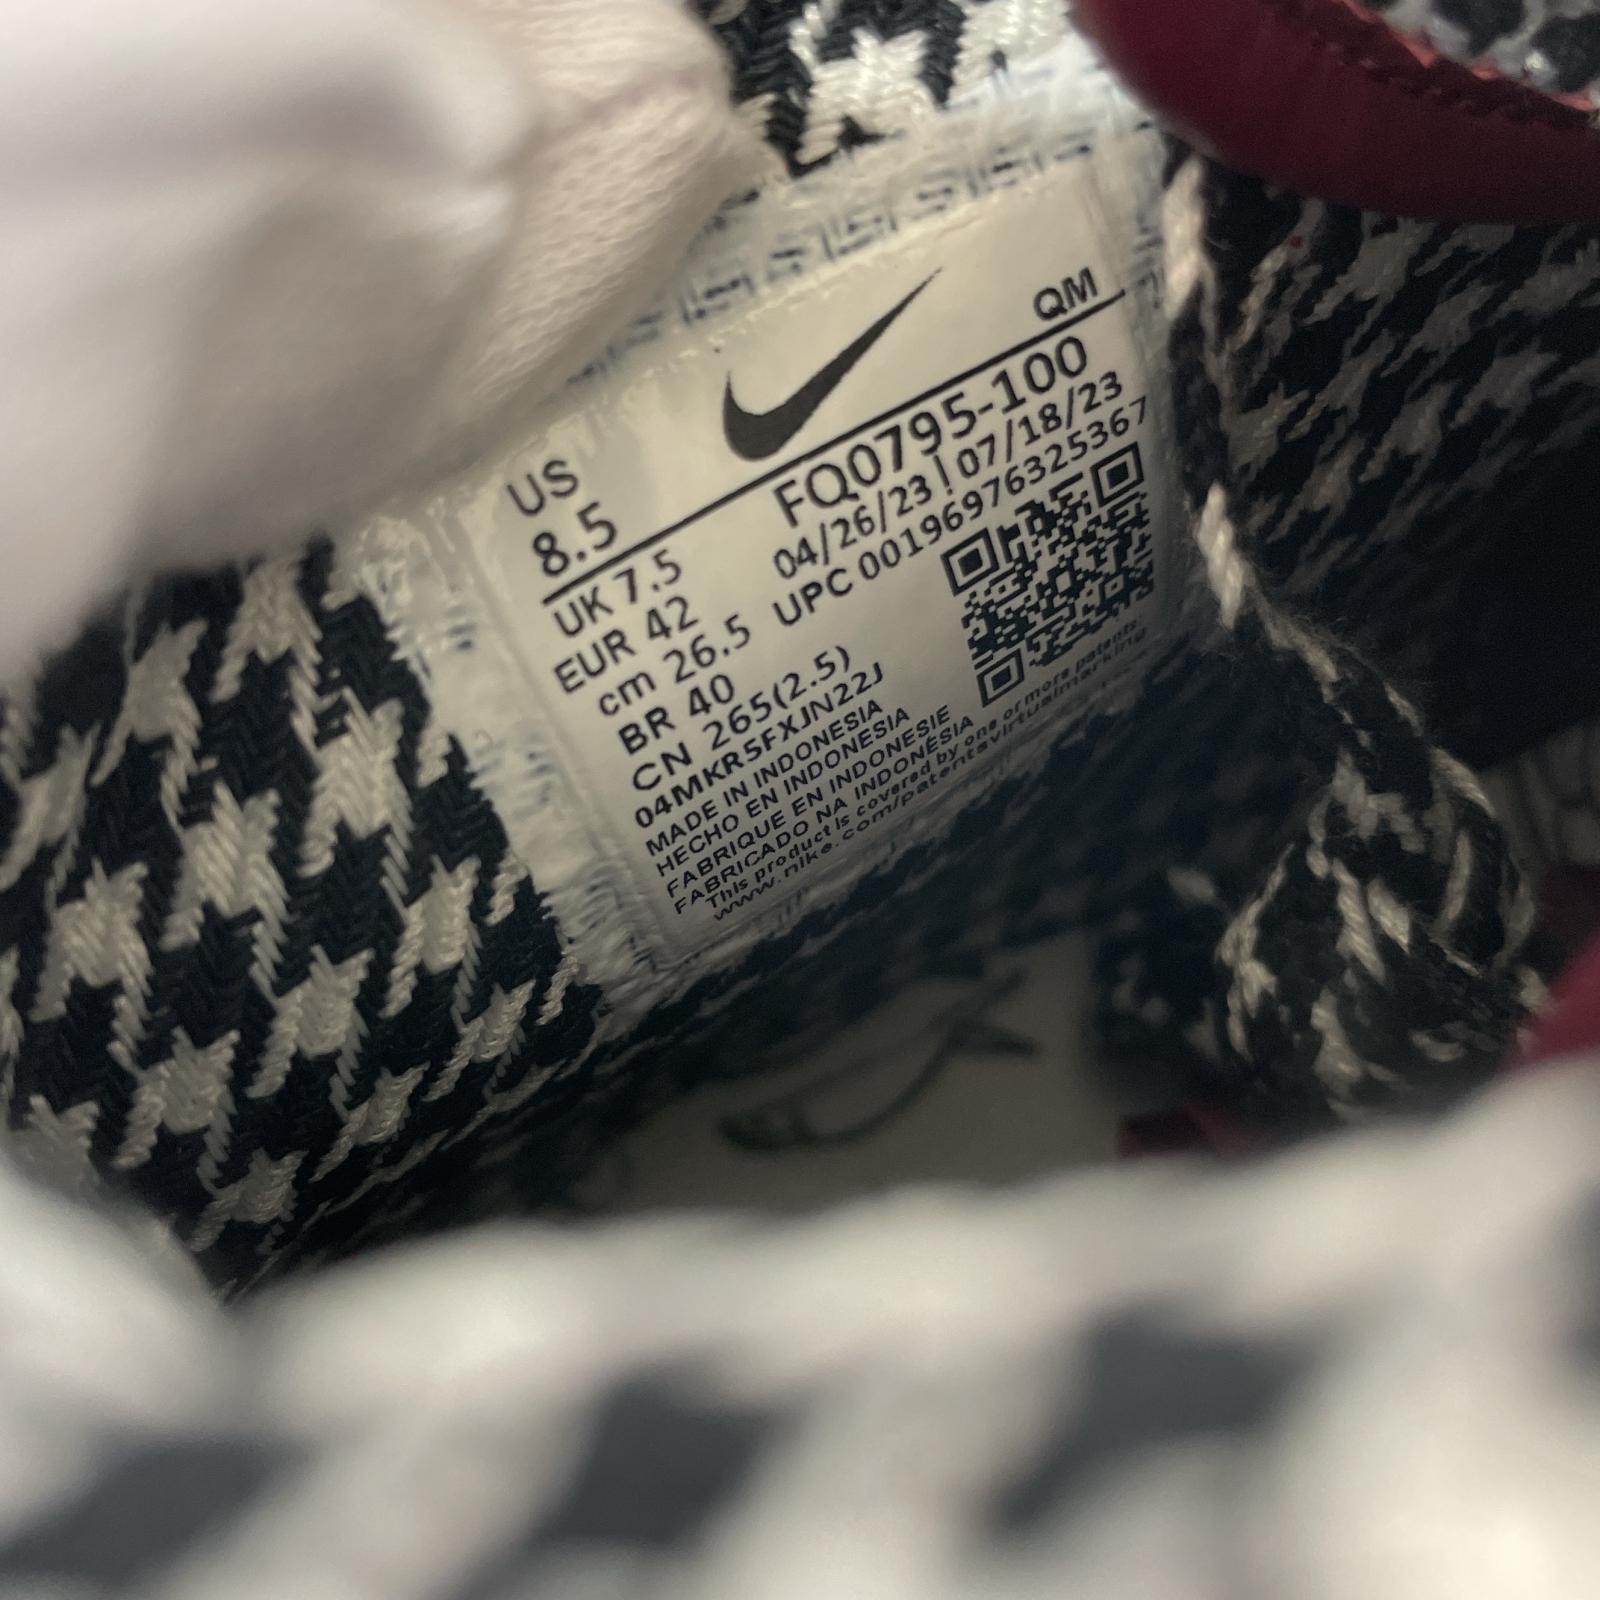 QM
US
8.5
FQ0795-100
04/26/23 | 07/18/23
UPC 00196976325367
UK 7.5
EUR 42
cm 26.5
BR 40
CN 265(2.5)
04MKR5FXJN22J
MADE IN INDONESIA
HECHO EN INDONESIA
FABRIQUE EN INDONESIE
FABRICADO NA INDONÉSIA
This product is covered by one or more patents.
www.nike.com/patentsvirtualmarking